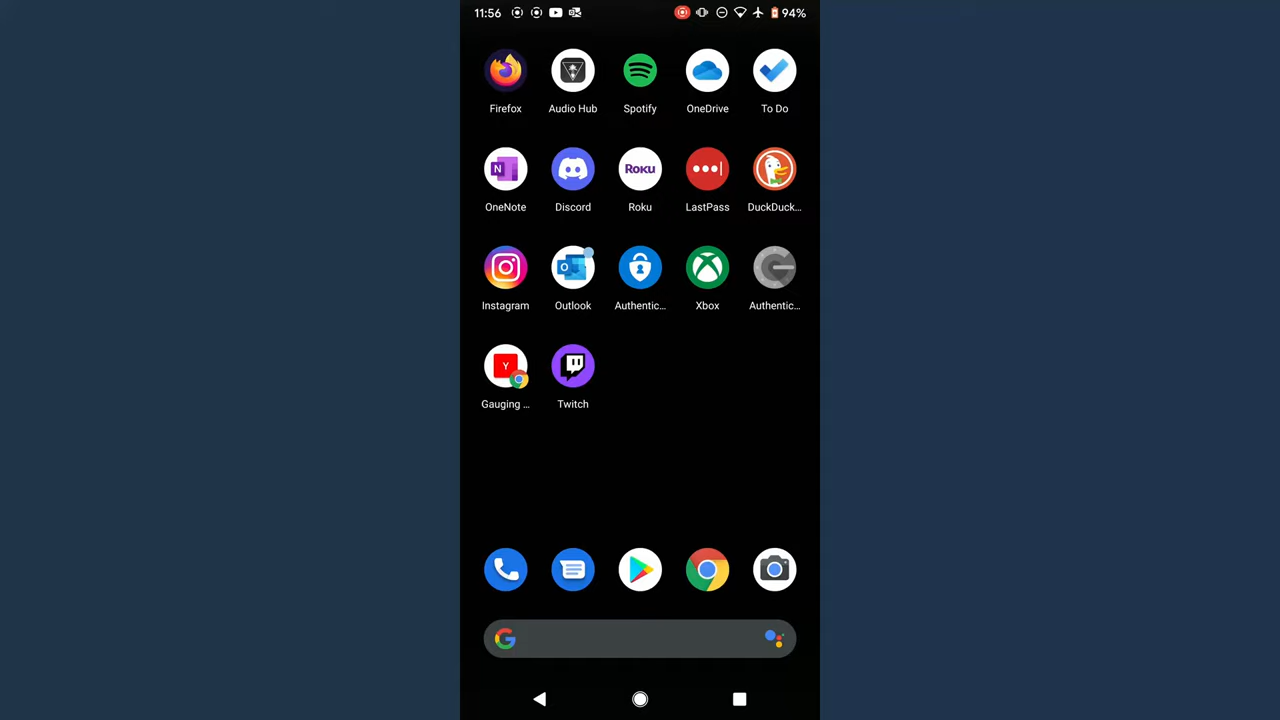 11:56 94%
Firefox Audio Hub Spotify OneDrive To Do
N Roku
OneNote Discord Roku LastPass DuckDuck...
O
Instagram Outlook Authentic... Xbox Authentic...
Y
Gauging ... Twitch
G